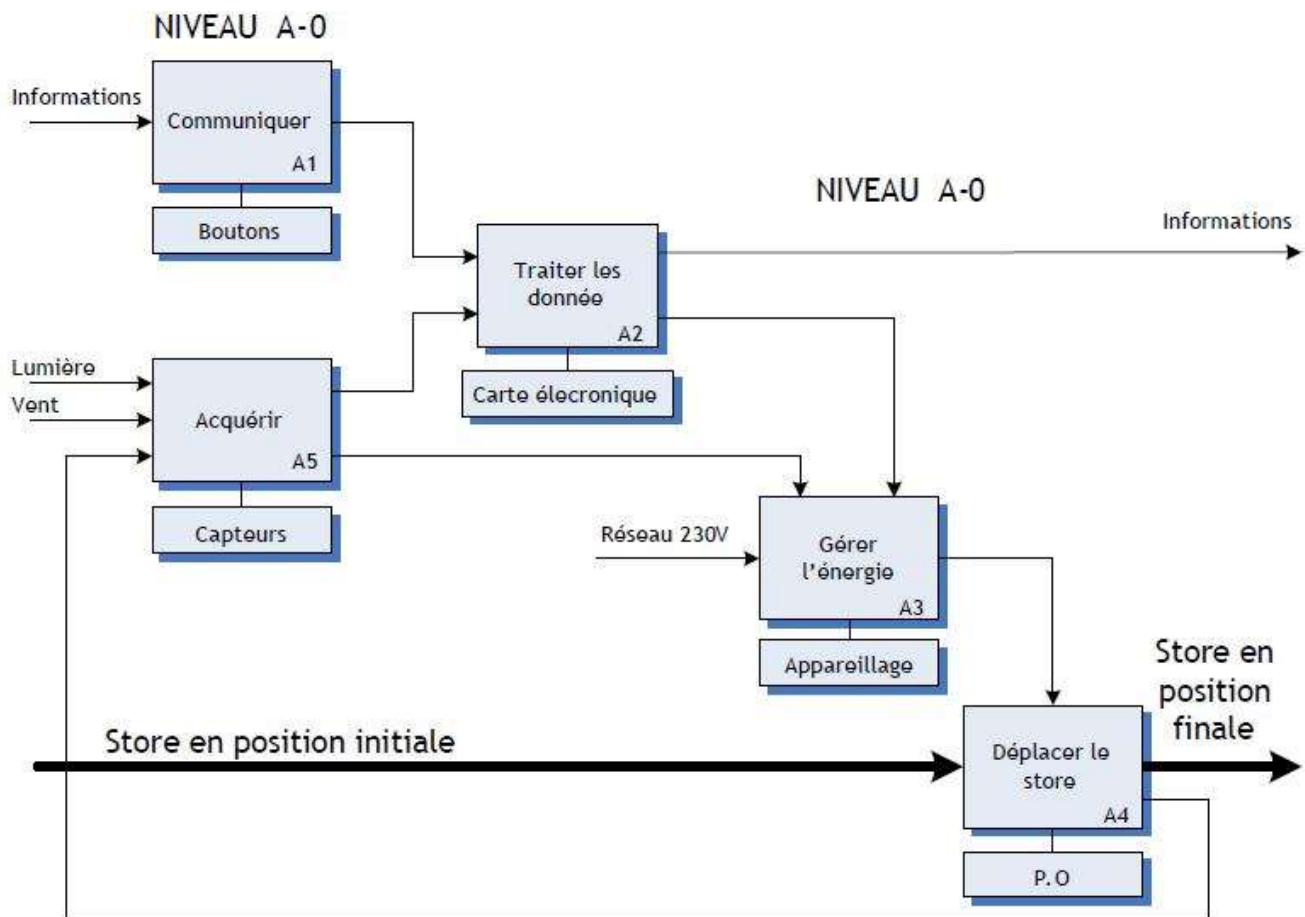 NIVEAU A-0
Informations
Communiquer
A1
Boutons
NIVEAU A-0
Informations
Traiter les
donnée
A2
Carte élecronique
Lumière
Vent
Acquérir
A5
Capteurs
Réseau 230V
Gérer
l'énergie
A3
Appareillage
Store en position initiale
Store en
position
finale
Déplacer le
store
A4
P.O